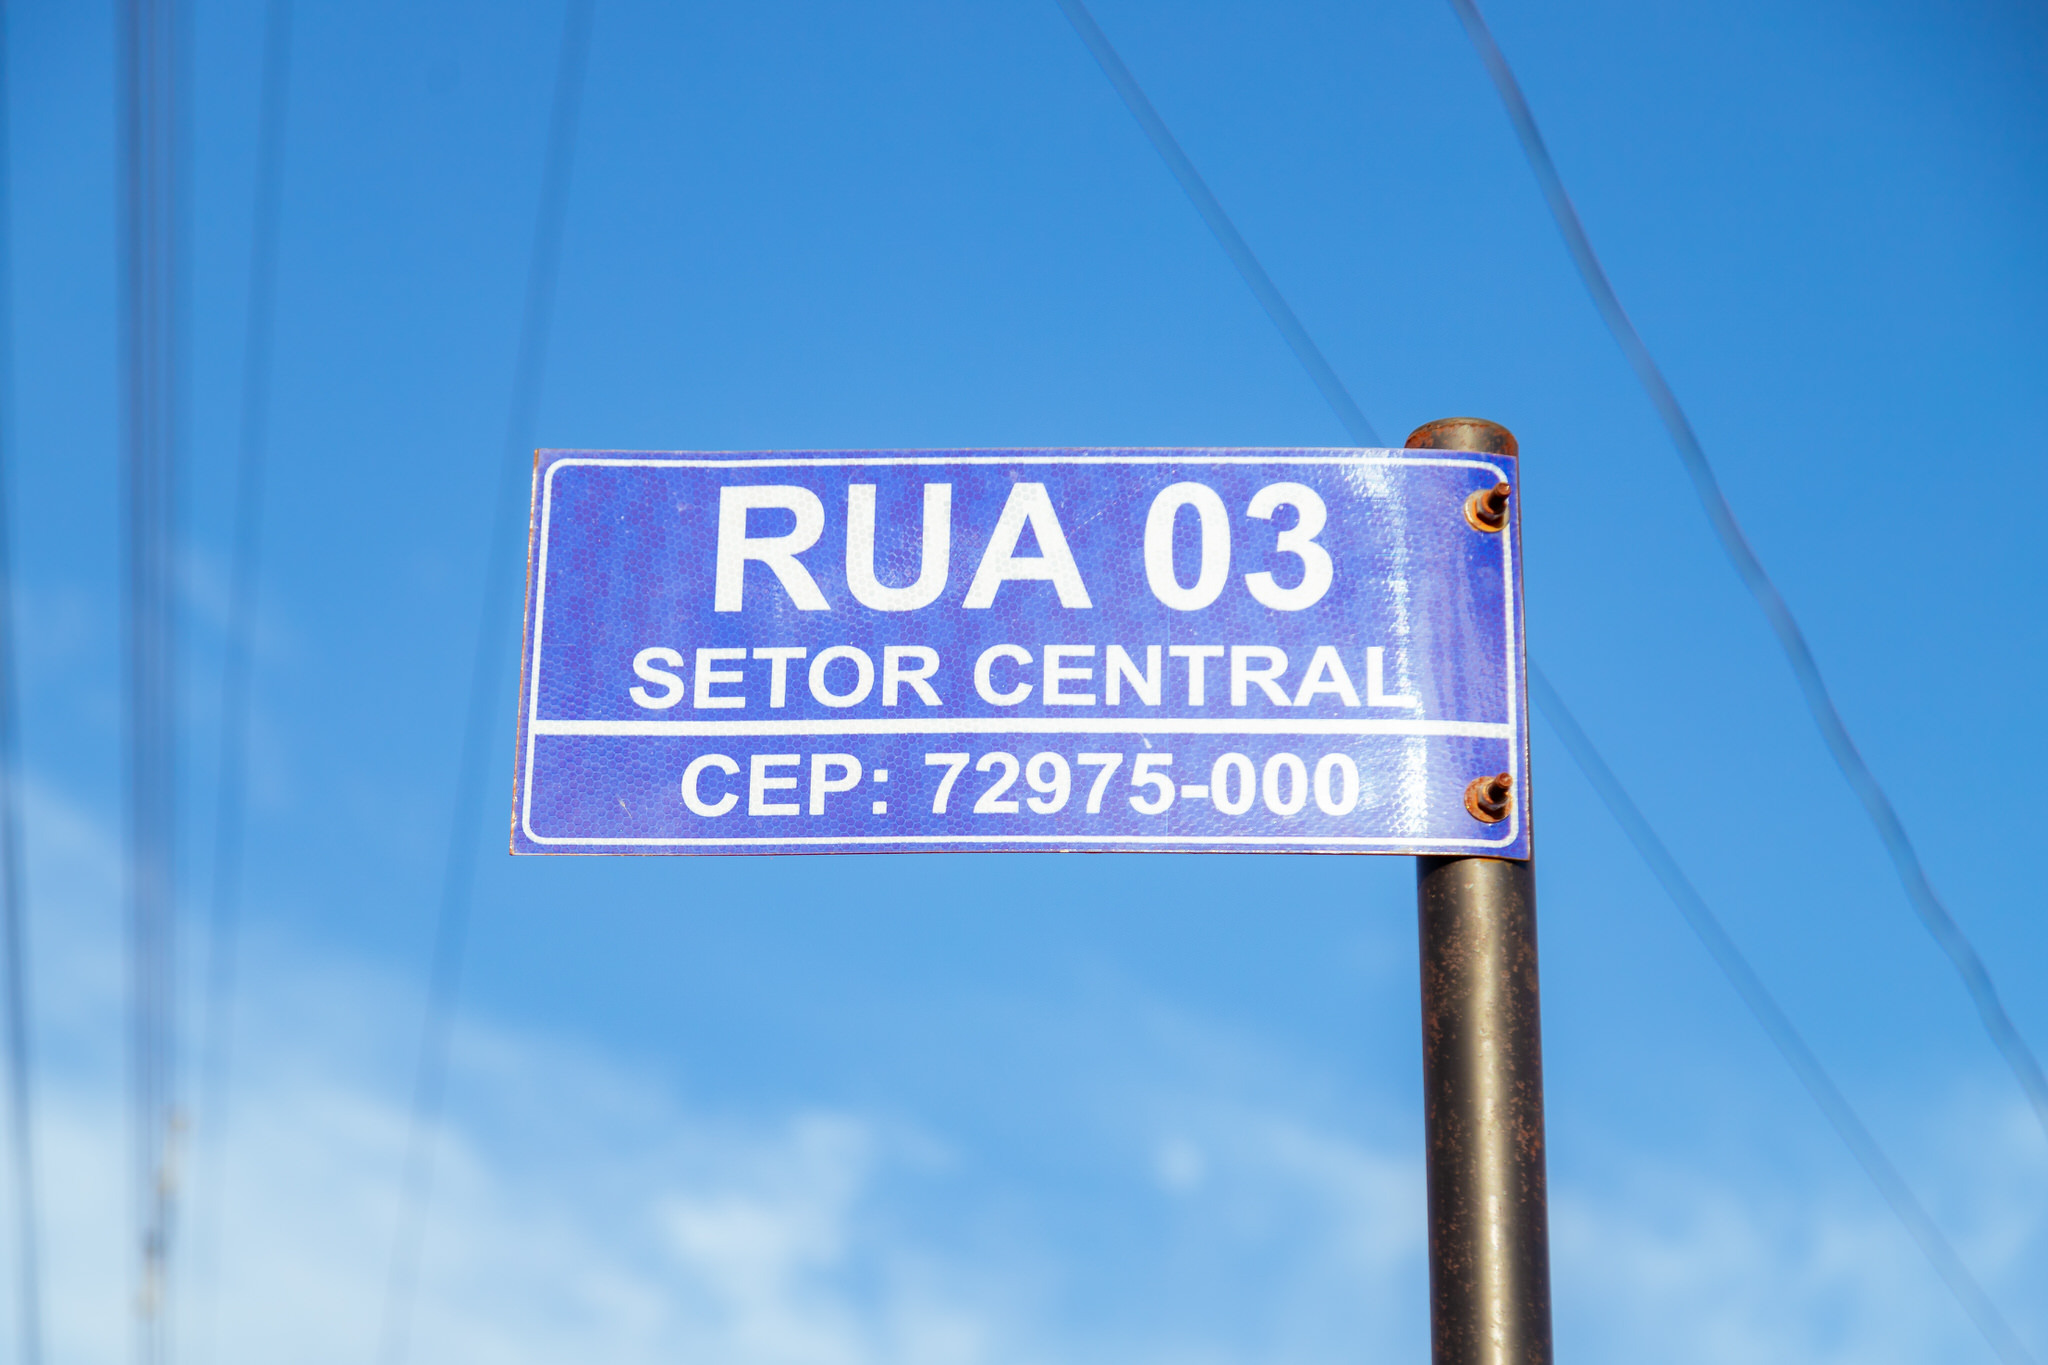 RUA 03
SETOR CENTRAL
CEP: 72975-000